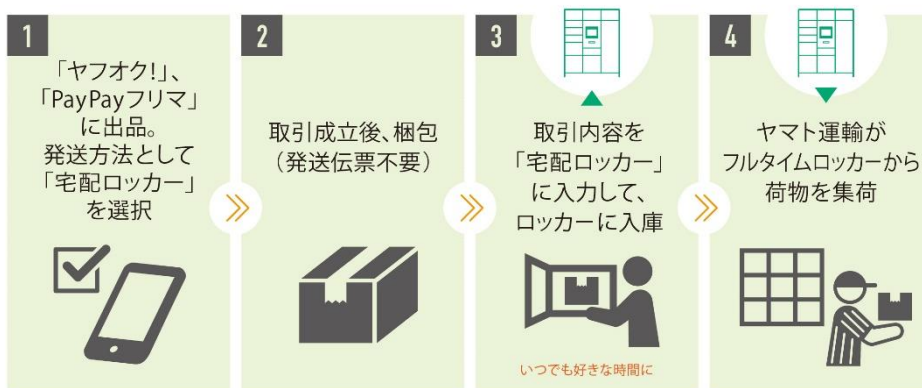 1
「ヤフオク!」、
「PayPayフリマ」
に出品。
発送方法として
「宅配ロッカー」
を選択
2
取引成立後、梱包
（発送伝票不要）
3
取引内容を
「宅配ロッカー」
に入力して、
ロッカーに入庫
いつでも好きな時間に
4
ヤマト運輸が
フルタイムロッカーから
荷物を集荷